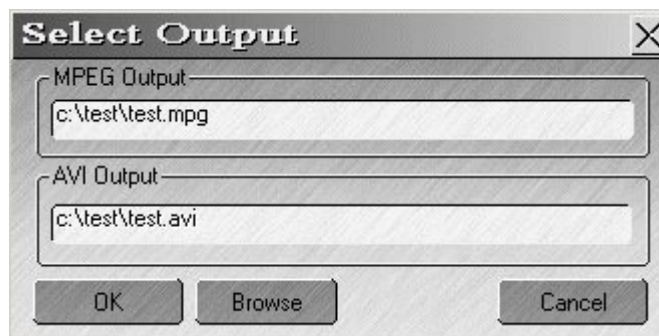 Select Output
MPEG Output
c:\test\test.mpg
AVI Output
c:\test\test.avi
OK
Browse
Cancel